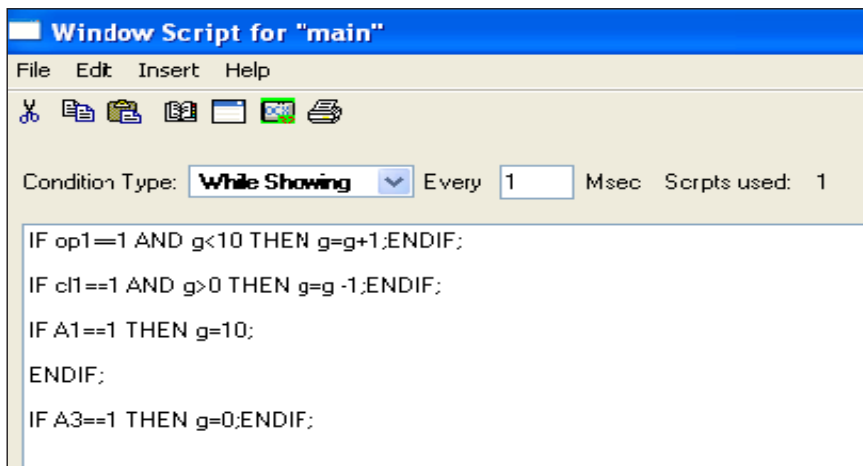 Window Script for "main"
File Edit Insert Help
Condition Type: While Showing Every 1 Msec Scrpts used: 1
IF op1==1 AND g<10 THEN g=g+1;ENDIF;
IF cl1==1 AND g>0 THEN g=g -1;ENDIF;
IF A1==1 THEN g=10;
ENDIF;
IF A3==1 THEN g=0;ENDIF;